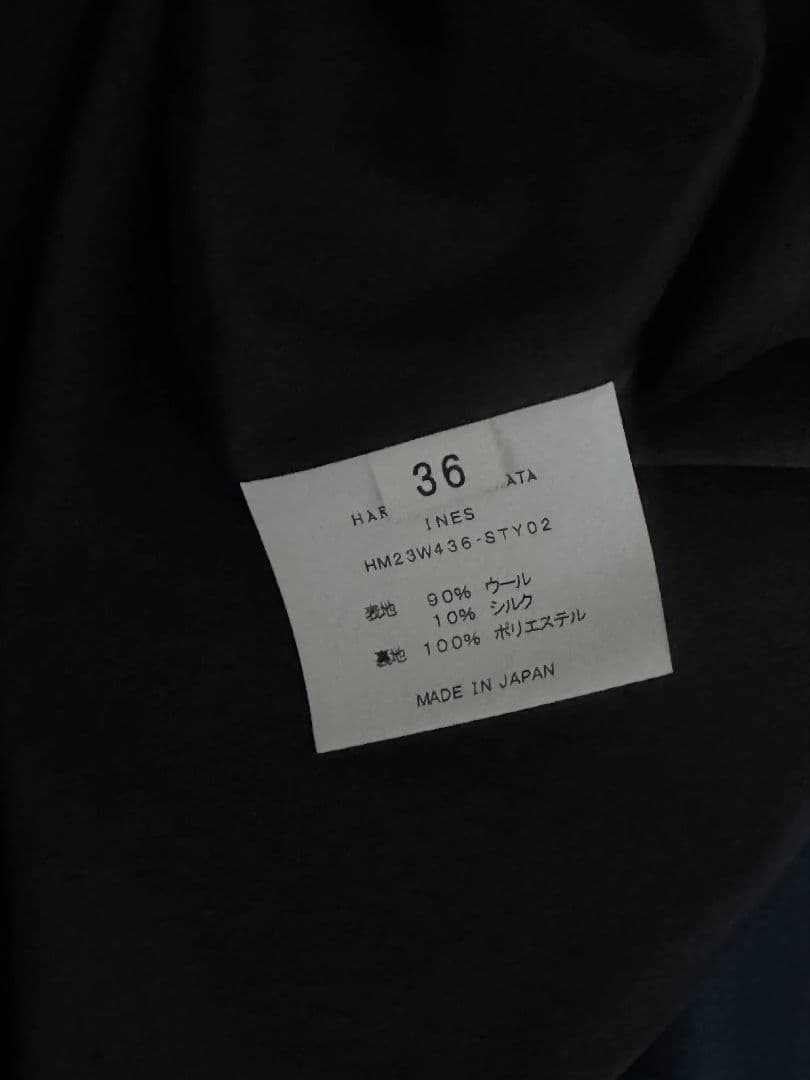 36
HAR ATA
INES
HM23W436-STY02
表地 90% ウール
10% シルク
裏地 100% ポリエステル
MADE IN JAPAN